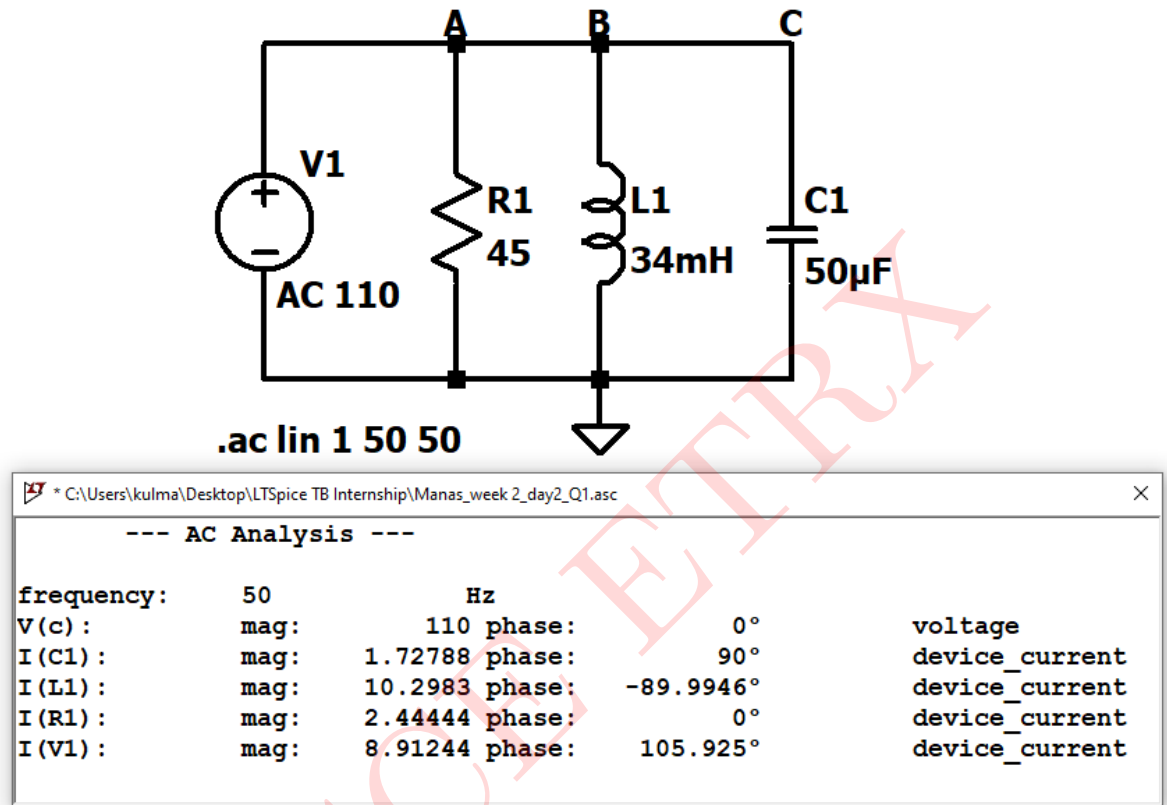 A B C
V1
R1 L1 C1
45 34mH 50µF
AC 110
.ac lin 1 50 50
* C:\Users\kulma\Desktop\LTSpice TB Internship\Manas_week 2_day2_Q1.asc
--- AC Analysis ---
frequency: 50 Hz
V(c): mag: 110 phase: 0° voltage
I(C1): mag: 1.72788 phase: 90° device_current
I(L1): mag: 10.2983 phase: -89.9946° device_current
I(R1): mag: 2.44444 phase: 0° device_current
I(V1): mag: 8.91244 phase: 105.925° device_current
CE ETRX